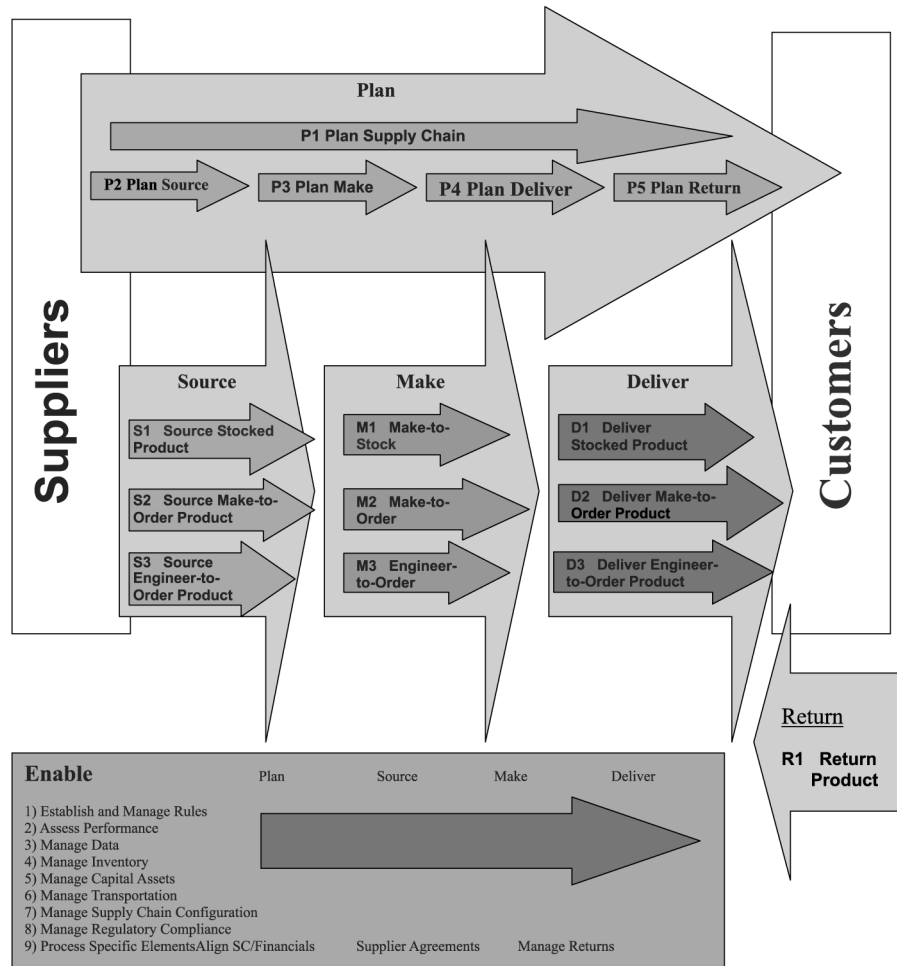 Suppliers
Customers
Plan
P1 Plan Supply Chain
P2 Plan Source
P3 Plan Make
P4 Plan Deliver
P5 Plan Return
Source
S1 Source Stocked
Product
S2 Source Make-to-
Order Product
S3 Source
Engineer-to-
Order Product
Make
M1 Make-to-
Stock
M2 Make-to-
Order
M3 Engineer-
to-Order
Deliver
D1 Deliver
Stocked Product
D2 Deliver Make-to-
Order Product
D3 Deliver Engineer-
to-Order Product
Return
R1 Return
Product
Enable
Plan
Source
Make
Deliver
1) Establish and Manage Rules
2) Assess Performance
3) Manage Data
4) Manage Inventory
5) Manage Capital Assets
6) Manage Transportation
7) Manage Supply Chain Configuration
8) Manage Regulatory Compliance
9) Process Specific ElementsAlign SC/Financials Supplier Agreements Manage Returns